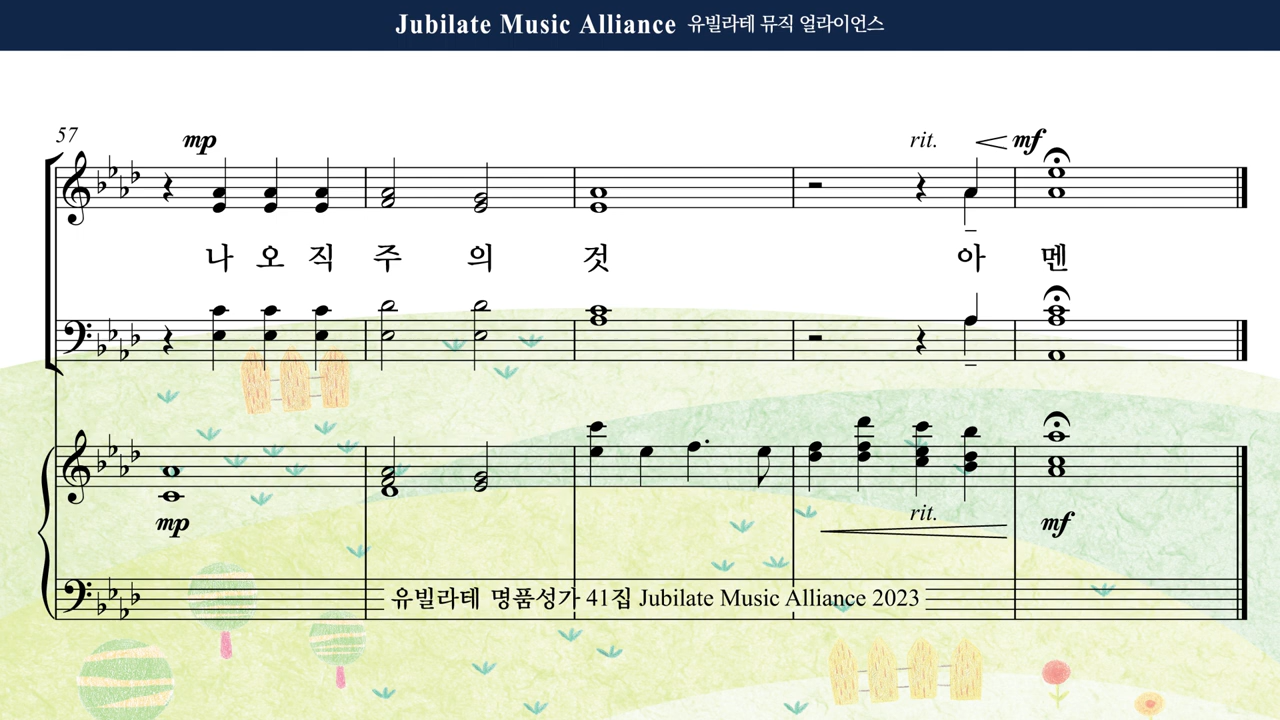 Jubilate Music Alliance 유빌라테 뮤직 얼라이언스
57
mp
rit.
mf
나 오 직 주 의 것 아 멘
mp
rit.
mf
유빌라테 명품성가 41집 Jubilate Music Alliance 2023